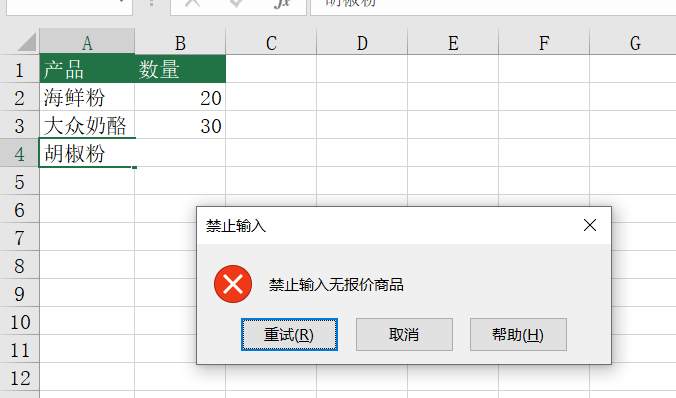 fx 胡椒粉
A B C D E F G
1 产品 数量
2 海鲜粉 20
3 大众奶酪 30
4 胡椒粉
5
6
7
8
9
10
11
12
禁止输入
禁止输入无报价商品
重试(R) 取消 帮助(H)